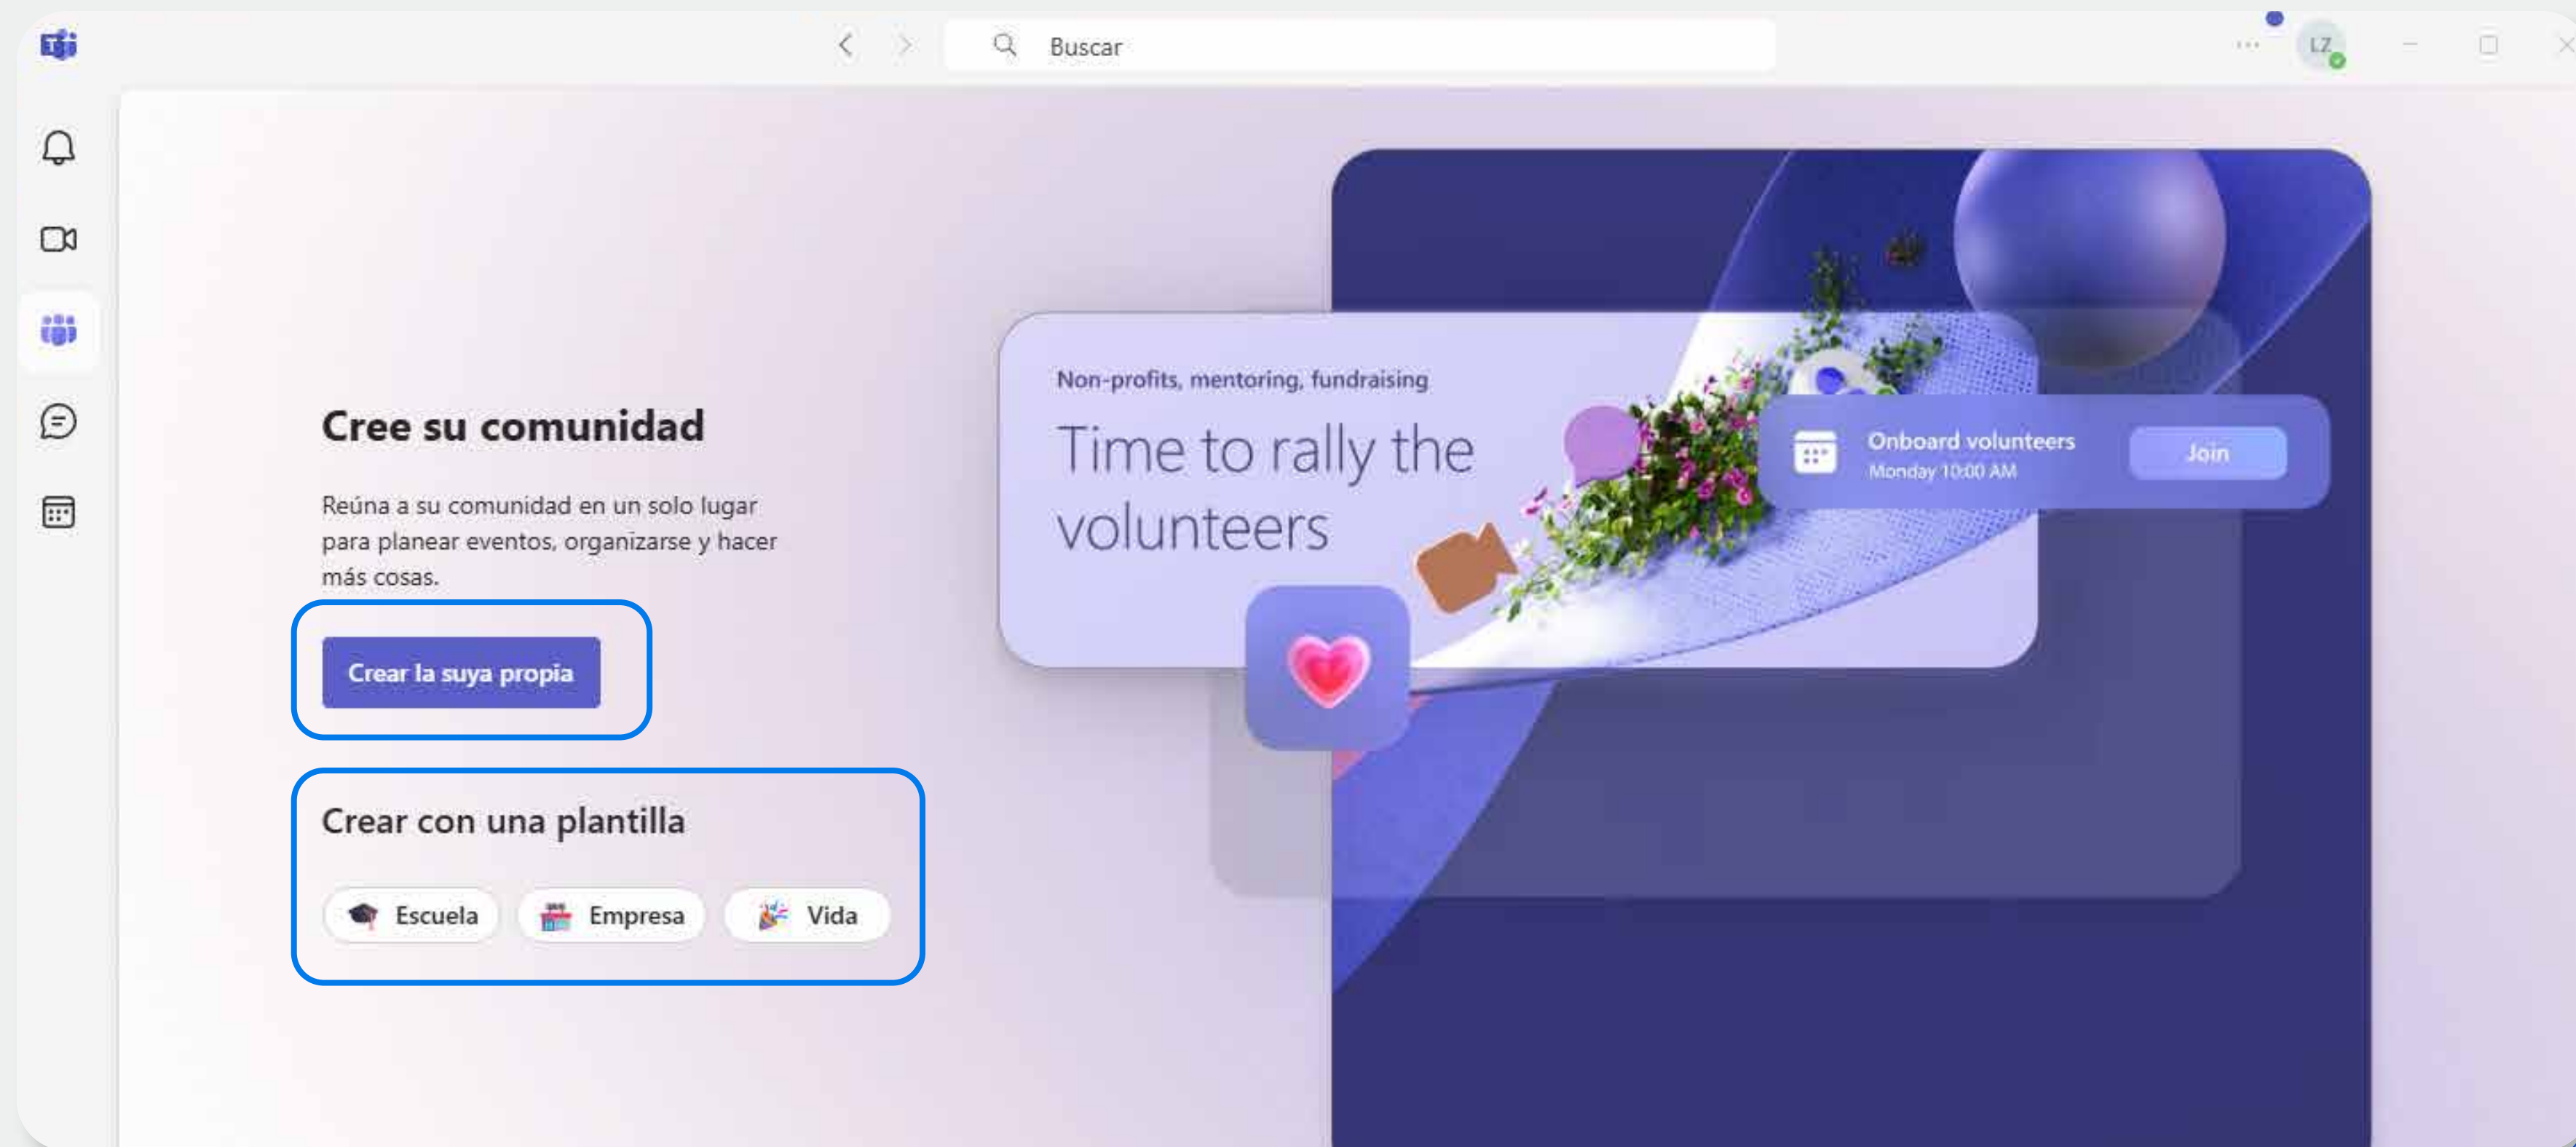 Buscar
LZ
Cree su comunidad
Reúna a su comunidad en un solo lugar
para planear eventos, organizarse y hacer
más cosas.
Crear la suya propia
Crear con una plantilla
Escuela
Empresa
Vida
Non-profits, mentoring, fundraising
Time to rally the
volunteers
Onboard volunteers
Monday 10:00 AM
Join